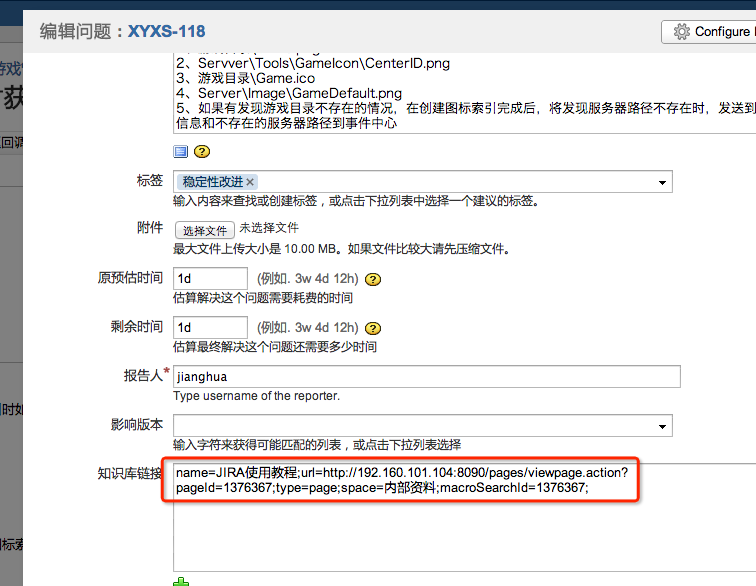 编辑问题：XYXS-118
Configure
2、Servver\Tools\GameIcon\CenterID.png
3、游戏目录\Game.ico
4、Server\Image\GameDefault.png
5、如果有发现游戏目录不存在的情况，在创建图标索引完成后，将发现服务器路径不存在时，发送到
信息和不存在的服务器路径到事件中心
标签
稳定性改进 ×
输入内容来查找或创建标签，或点击下拉列表中选择一个建议的标签。
附件
选择文件 未选择文件
最大文件上传大小是 10.00 MB。如果文件比较大请先压缩文件。
原预估时间
1d (例如. 3w 4d 12h) ?
估算解决这个问题需要耗费的时间
剩余时间
1d (例如. 3w 4d 12h) ?
估算最终解决这个问题还需要多少时间
报告人*
jianghua
Type username of the reporter.
影响版本
输入字符来获得可能匹配的列表，或点击下拉列表选择
知识库链接
name=JIRA使用教程;url=http://192.160.101.104:8090/pages/viewpage.action?
pageId=1376367;type=page;space=内部资料;macroSearchId=1376367;